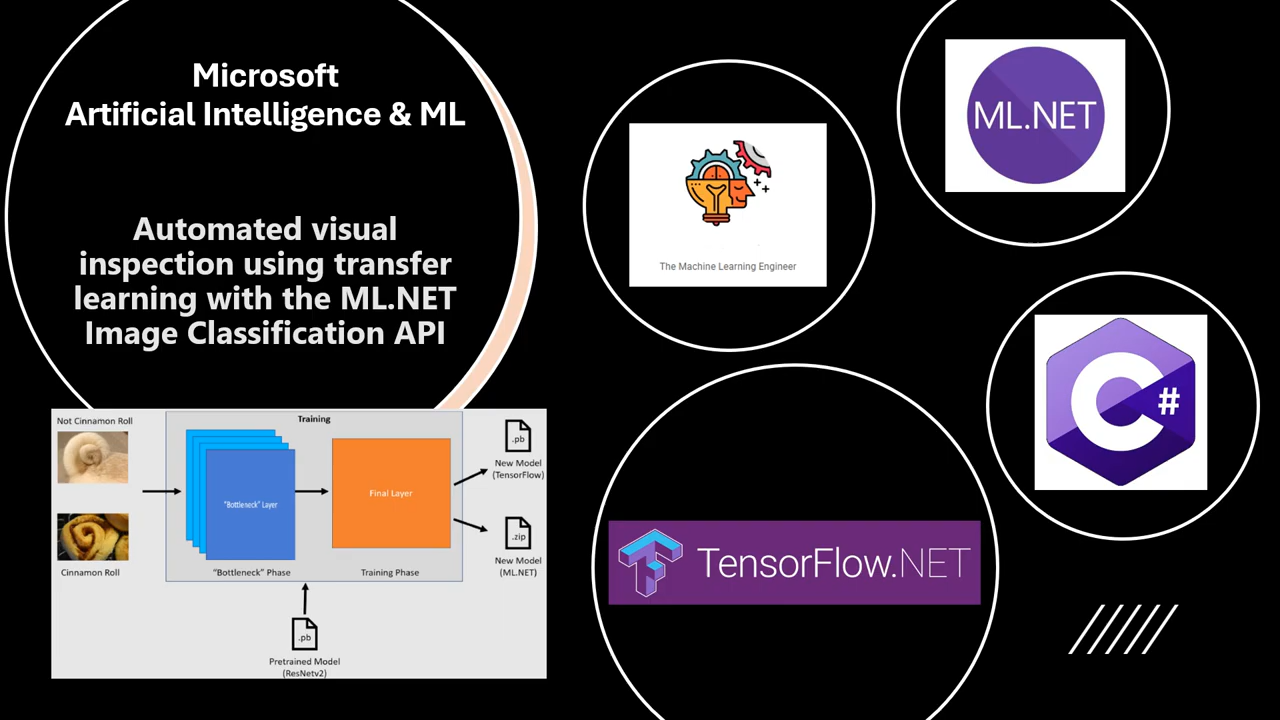 Microsoft
Artificial Intelligence & ML
Automated visual
inspection using transfer
learning with the ML.NET
Image Classification API
Not Cinnamon Roll
Cinnamon Roll
Training
"Bottleneck" Layer
Final Layer
"Bottleneck" Phase
Training Phase
.pb
New Model
(TensorFlow)
.zip
New Model
(ML.NET)
.pb
Pretrained Model
(ResNetv2)
The Machine Learning Engineer
ML.NET
C#
TensorFlow.NET